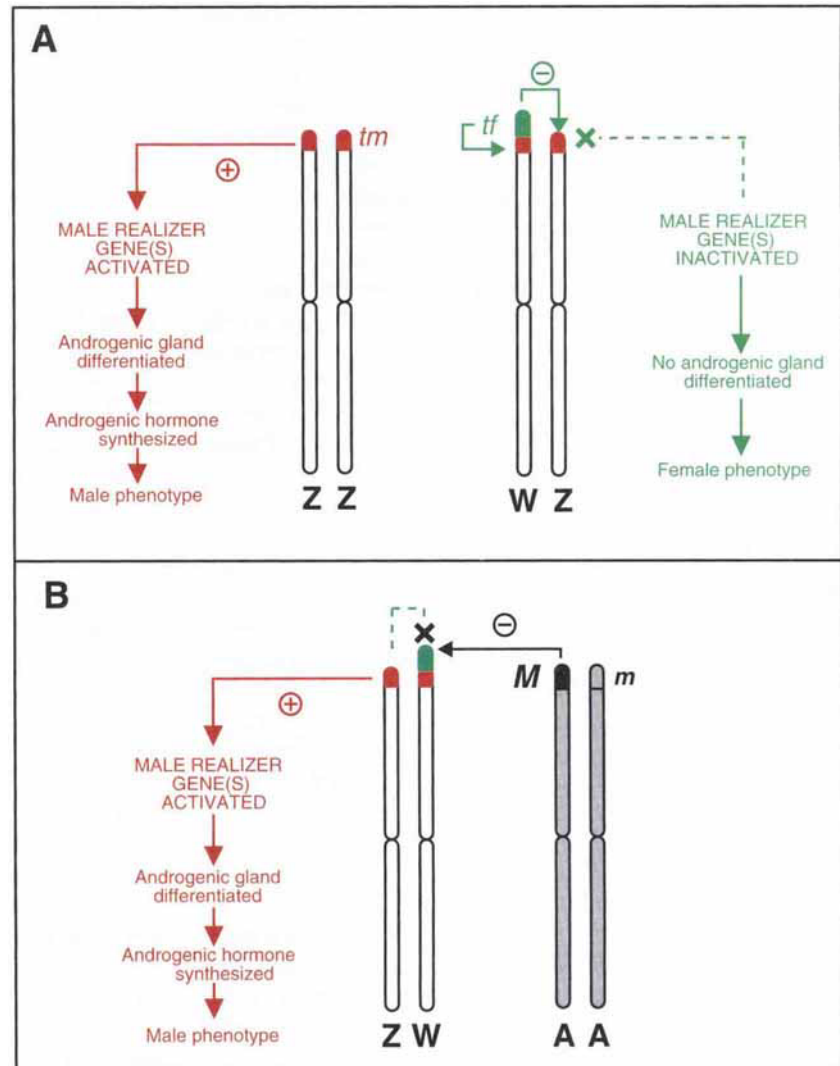 A
tm
⊕
MALE REALIZER
GENE(S)
ACTIVATED
Androgenic gland
differentiated
Androgenic hormone
synthesized
Male phenotype
Z Z
⊖
tf
MALE REALIZER
GENE(S)
INACTIVATED
No androgenic gland
differentiated
Female phenotype
W Z
B
⊖
M
m
⊕
MALE REALIZER
GENE(S)
ACTIVATED
Androgenic gland
differentiated
Androgenic hormone
synthesized
Male phenotype
Z W
A A